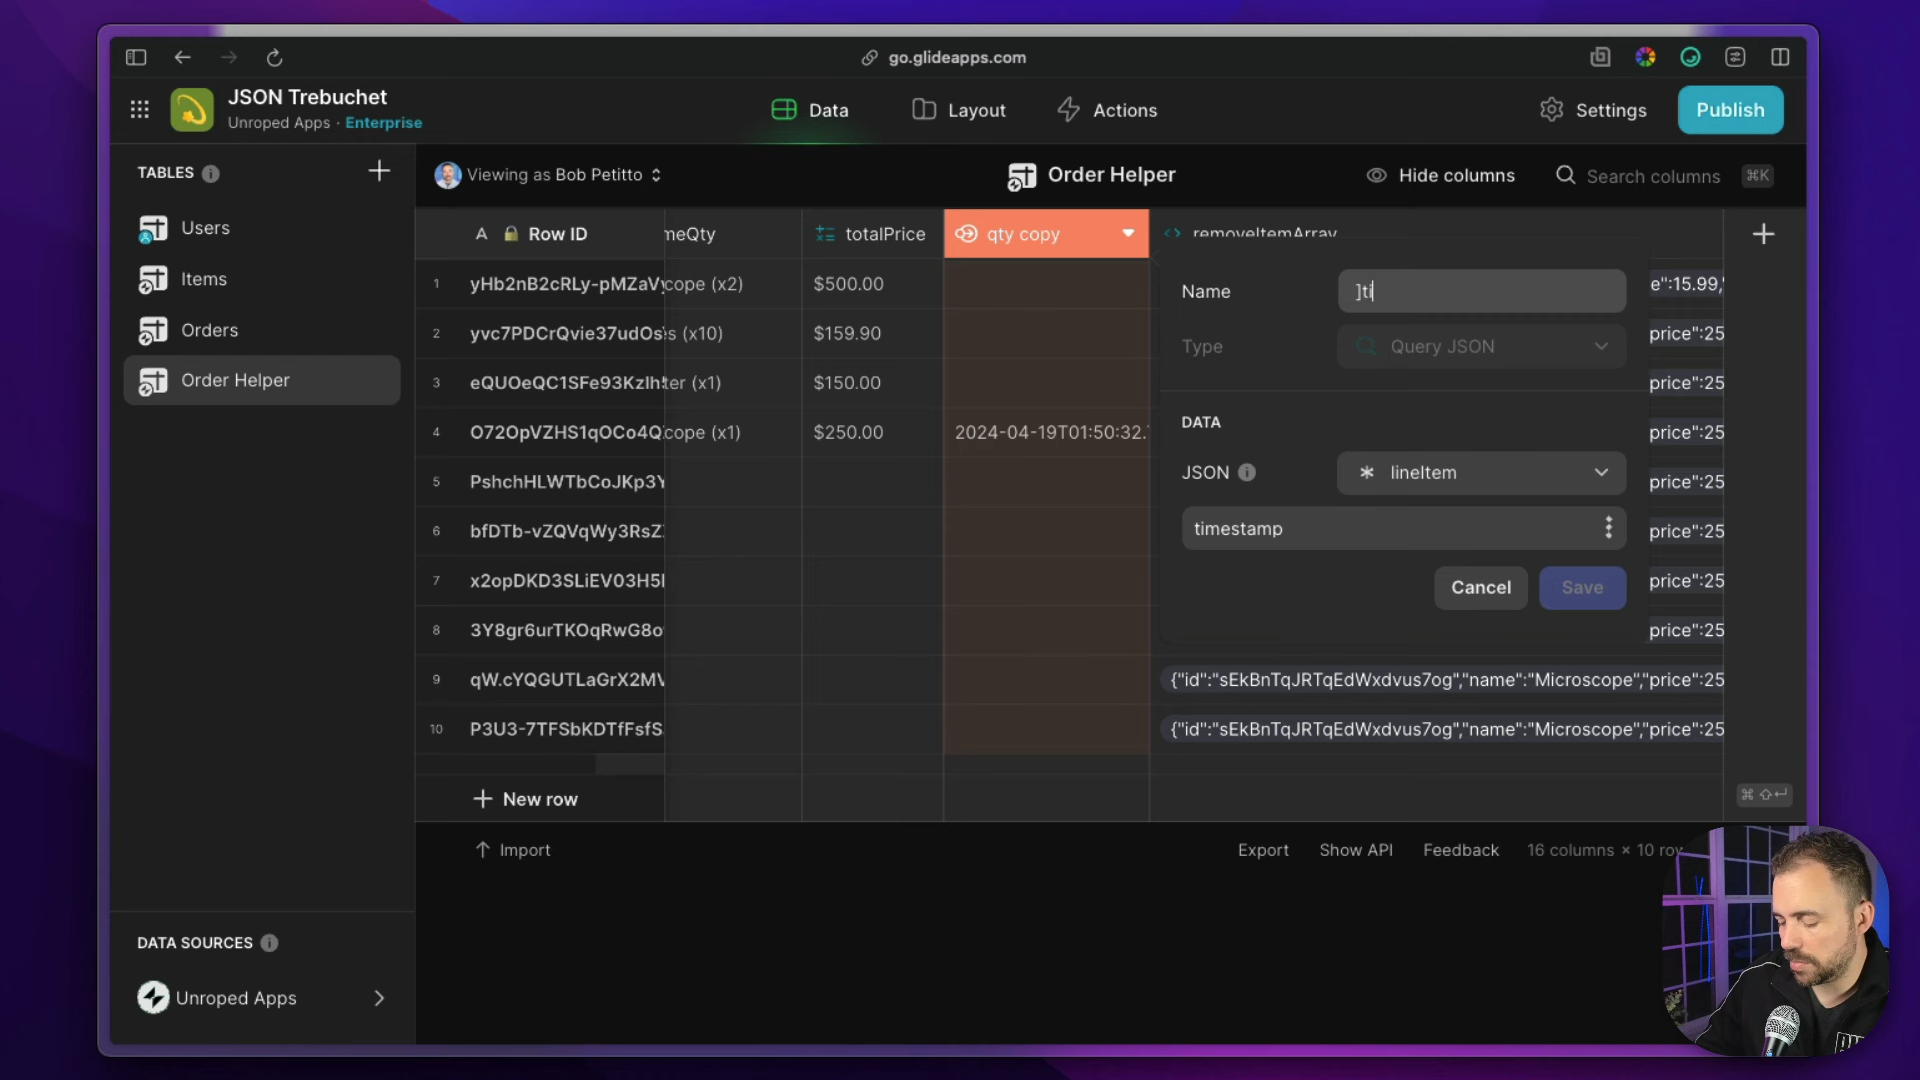 go.glideapps.com
JSON Trebuchet
Unroped Apps · Enterprise
Data
Layout
Actions
Settings
Publish
TABLES
Users
Items
Orders
Order Helper
Viewing as Bob Petitto
Order Helper
Hide columns
Search columns
⌘K
A Row ID
meQty
totalPrice
qty copy
removeItemArray
1 yHb2nB2cRLy-pMZaVy cope (x2) $500.00 e":15.99,"
2 yvc7PDCrQvie37udOs s (x10) $159.90 price":25
3 ter (x1) $150.00 price":25
4 cope (x1) $250.00 2024-04-19T01:50:32. price":25
5 PshchHLWTbCoJKp3Y price":25
6 bfDTb-vZQVqWy3RsZ price":25
7 price":25
8 price":25
9 qW.cYQGUTLaGrX2MV {"id":"sEkBnTqJRTqEdWxdvus7og","name":"Microscope","price":25
10 P3U3-7TFSbKDTfFsfS {"id":"sEkBnTqJRTqEdWxdvus7og","name":"Microscope","price":25
Name
]ti
Type
Query JSON
DATA
JSON
lineItem
timestamp
Cancel
Save
New row
Import
Export
Show API
Feedback
16 columns × 10 row
DATA SOURCES
Unroped Apps